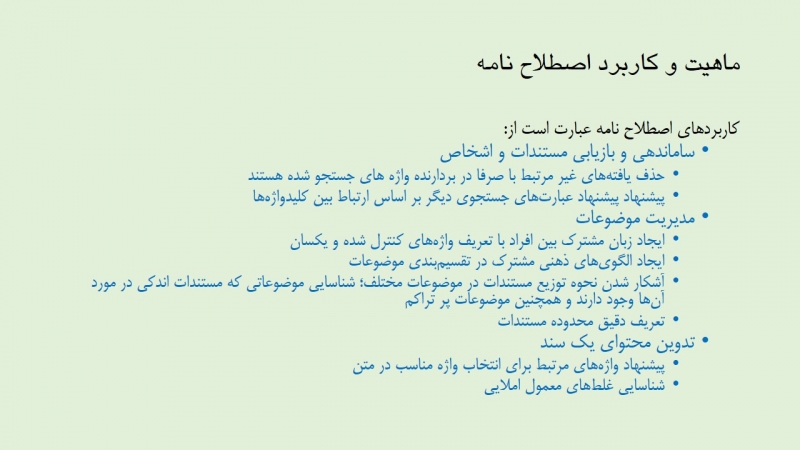 ماهیت و کاربرد اصطلاح نامه
کاربردهای اصطلاح نامه عبارت است از:
• ساماندهی و بازیابی مستندات و اشخاص
• حذف یافته‌های غیر مرتبط با صرفا در بردارنده واژه های جستجو شده هستند
• پیشنهاد پیشنهاد عبارت‌های جستجوی دیگر بر اساس ارتباط بین کلیدواژه‌ها
• مدیریت موضوعات
• ایجاد زبان مشترک بین افراد با تعریف واژه‌های کنترل شده و یکسان
• ایجاد الگوی‌های ذهنی مشترک در تقسیم‌بندی موضوعات
• آشکار شدن نحوه توزیع مستندات در موضوعات مختلف؛ شناسایی موضوعاتی که مستندات اندکی در مورد
آن‌ها وجود دارند و همچنین موضوعات پر تراکم
• تعریف دقیق محدوده مستندات
• تدوین محتوای یک سند
• پیشنهاد واژه‌های مرتبط برای انتخاب واژه مناسب در متن
• شناسایی غلط‌های معمول املایی